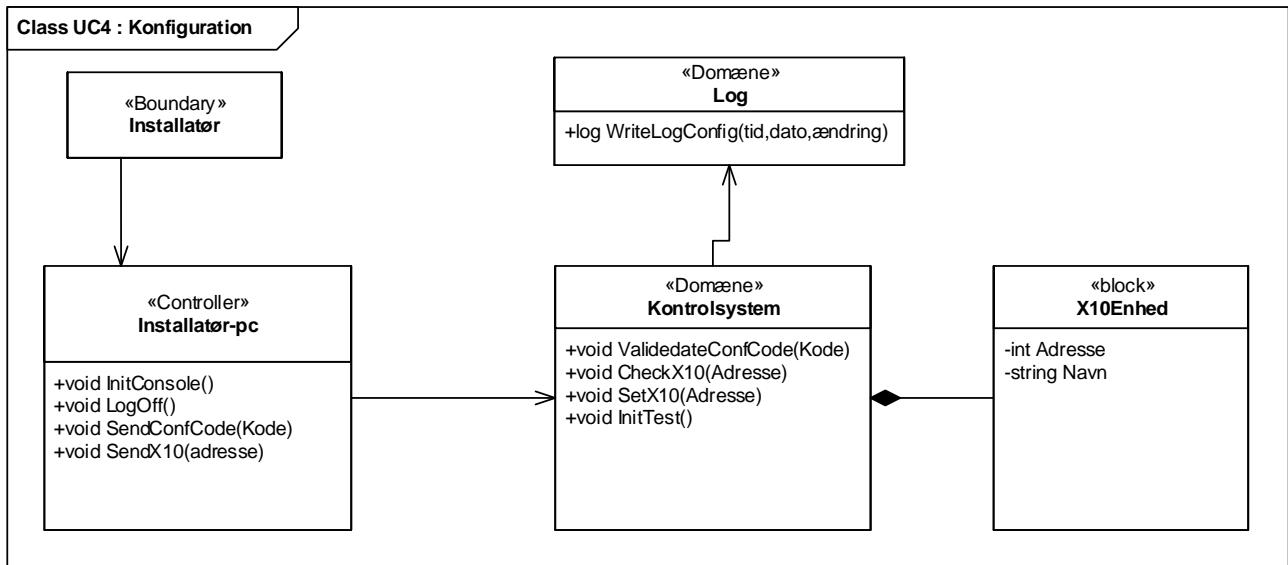 Class UC4 : Konfiguration
«Boundary»
Installatør
«Domæne»
Log
+log WriteLogConfig(tid,dato,ændring)
«Controller»
Installatør-pc
+void InitConsole()
+void LogOff()
+void SendConfCode(Kode)
+void SendX10(adresse)
«Domæne»
Kontrolsystem
+void ValidedateConfCode(Kode)
+void CheckX10(Adresse)
+void SetX10(Adresse)
+void InitTest()
«block»
X10Enhed
-int Adresse
-string Navn